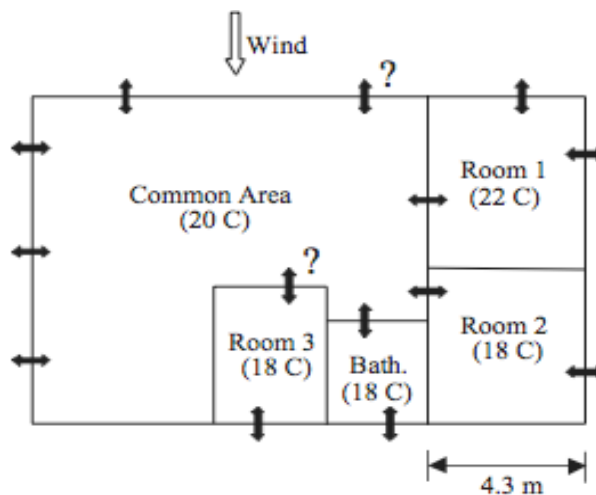 Wind
?
Room 1
(22 C)
Common Area
(20 C)
?
Room 3
(18 C)
Bath.
(18 C)
Room 2
(18 C)
4.3 m